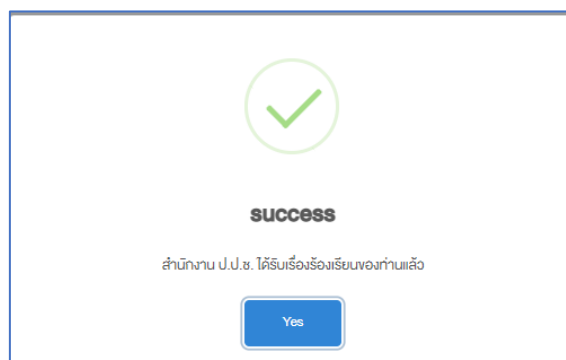 success
สำนักงาน ป.ป.ช. ได้รับเรื่องร้องเรียนของท่านแล้ว
Yes